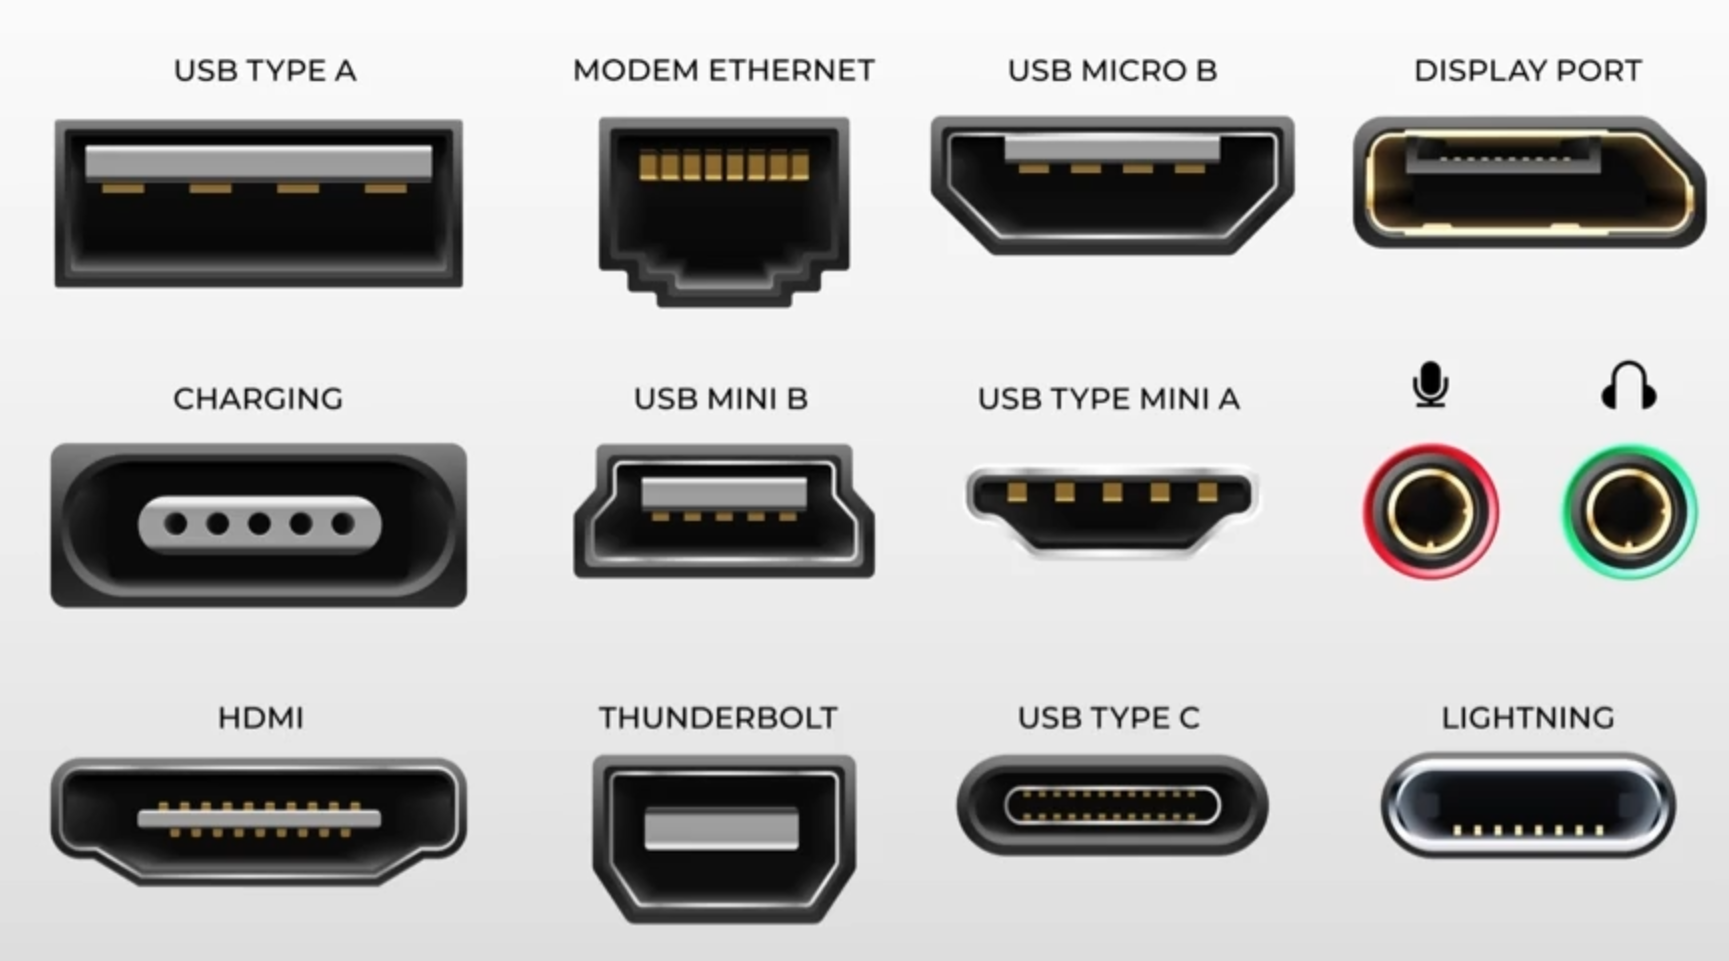 USB TYPE A
MODEM ETHERNET
USB MICRO B
DISPLAY PORT
CHARGING
USB MINI B
USB TYPE MINI A
HDMI
THUNDERBOLT
USB TYPE C
LIGHTNING